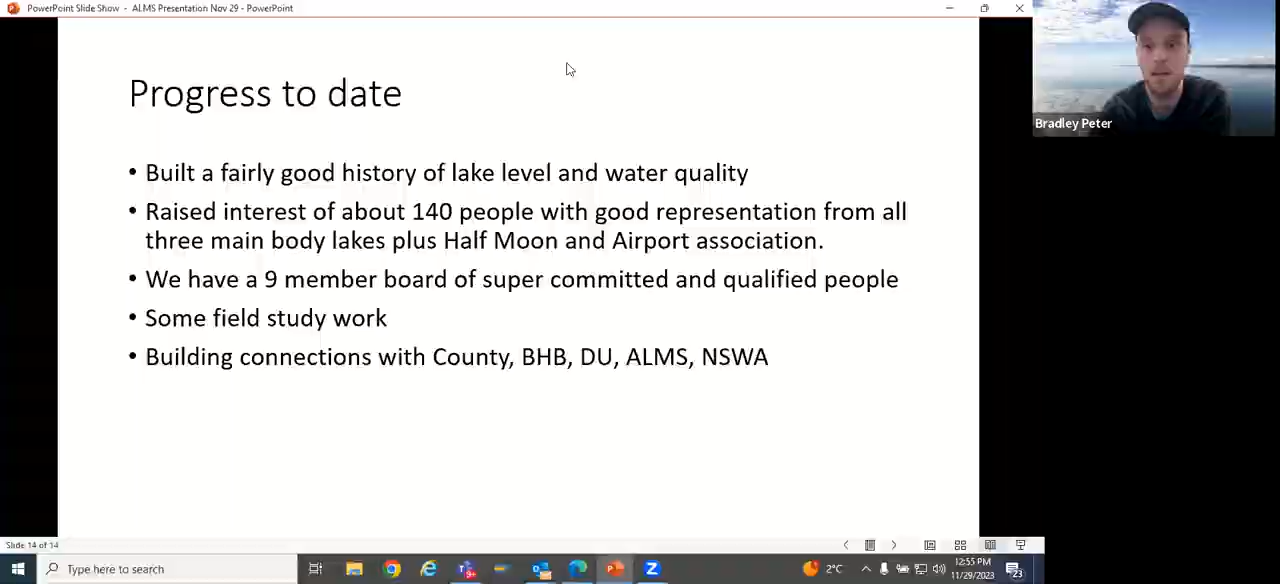 PowerPoint Slide Show - ALMS Presentation Nov 29 - PowerPoint
Bradley Peter
Progress to date
• Built a fairly good history of lake level and water quality
• Raised interest of about 140 people with good representation from all
three main body lakes plus Half Moon and Airport association.
• We have a 9 member board of super committed and qualified people
• Some field study work
• Building connections with County, BHB, DU, ALMS, NSWA
Slide 14 of 14
Type here to search
2°C
12:55 PM
11/29/2023
23